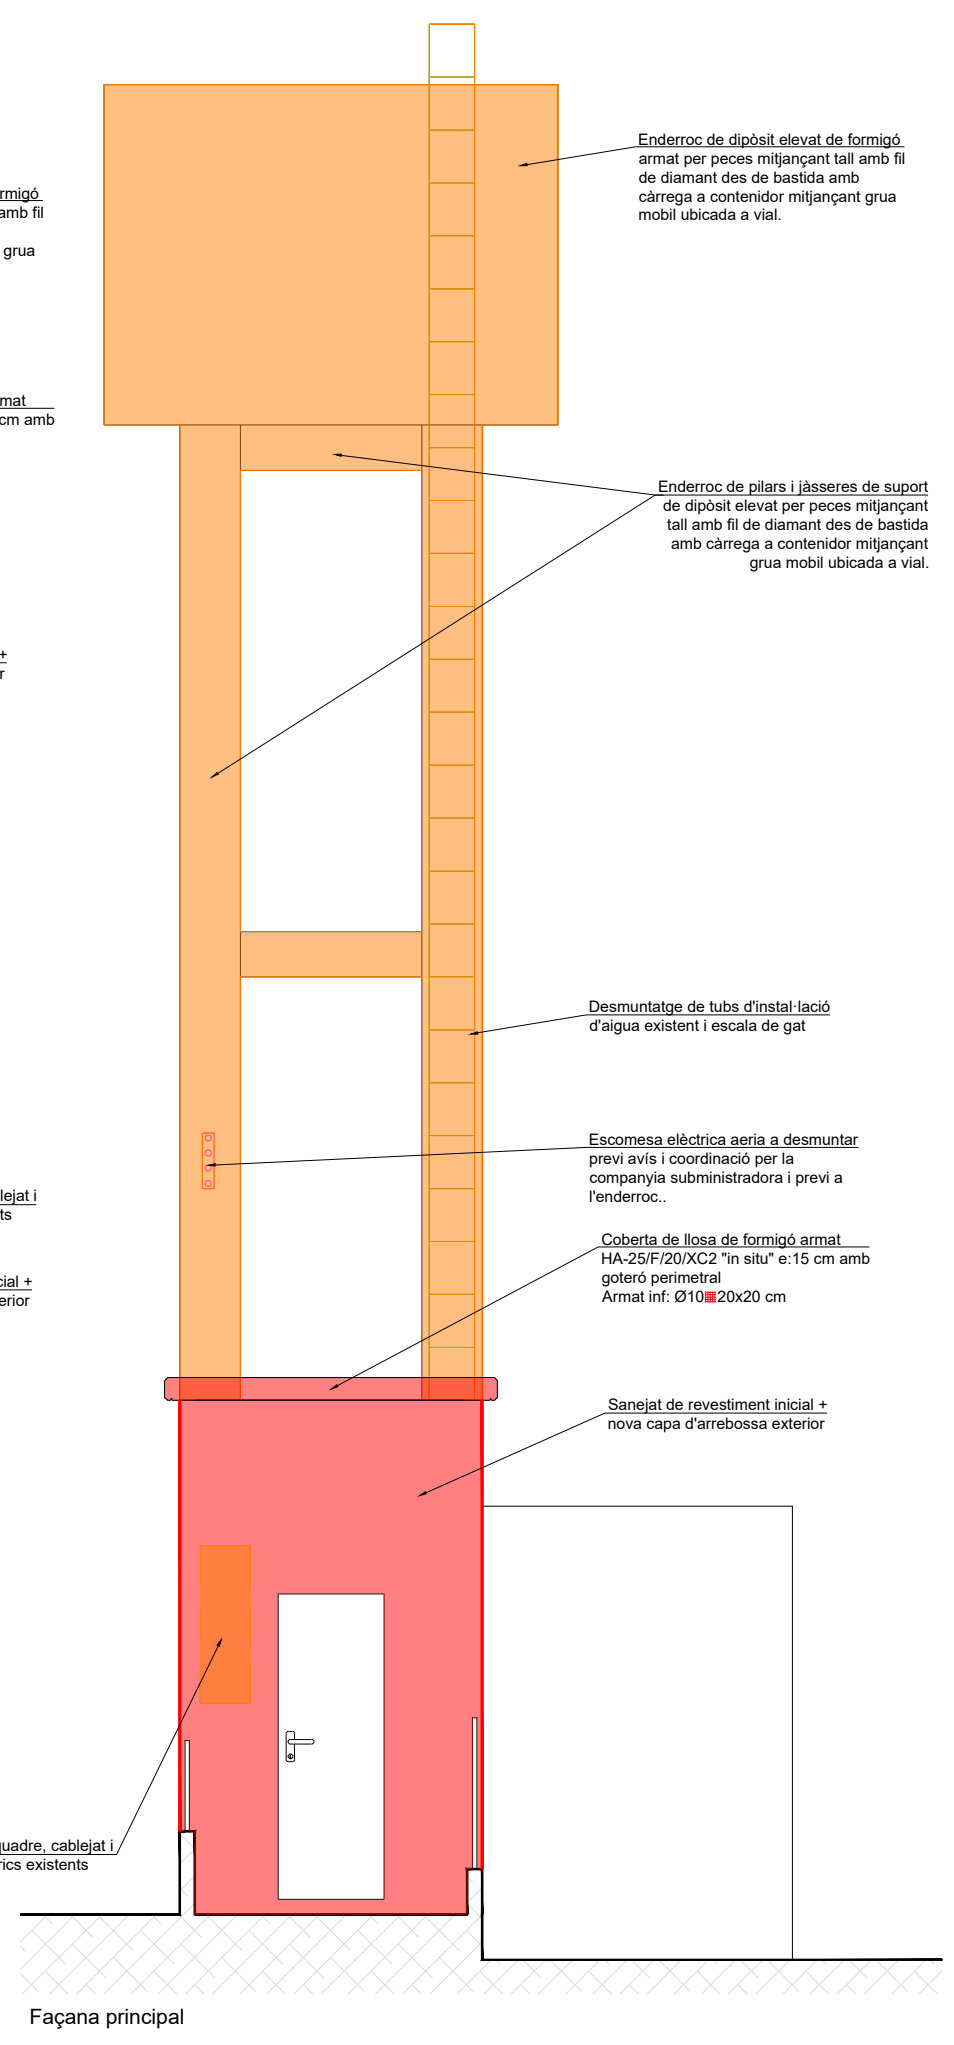 Enderroc de dipòsit elevat de formigó
armat per peces mitjançant tall amb fil
de diamant des de bastida amb
càrrega a contenidor mitjançant grua
mobil ubicada a vial.
rmigó
amb fil
grua
mat
cm amb
Enderroc de pilars i jàsseres de suport
de dipòsit elevat per peces mitjançant
tall amb fil de diamant des de bastida
amb càrrega a contenidor mitjançant
grua mobil ubicada a vial.
+
r
Desmuntatge de tubs d'instal·lació
d'aigua existent i escala de gat
Escomesa elèctrica aeria a desmuntar
previ avís i coordinació per la
companyia subministradora i previ a
l'enderroc..
lejat i
ts
Coberta de llosa de formigó armat
HA-25/F/20/XC2 "in situ" e:15 cm amb
goteró perimetral
Armat inf: Ø10 20x20 cm
cial +
erior
Sanejat de revestiment inicial +
nova capa d'arrebossa exterior
quadre, cablejat i
rics existents
Façana principal